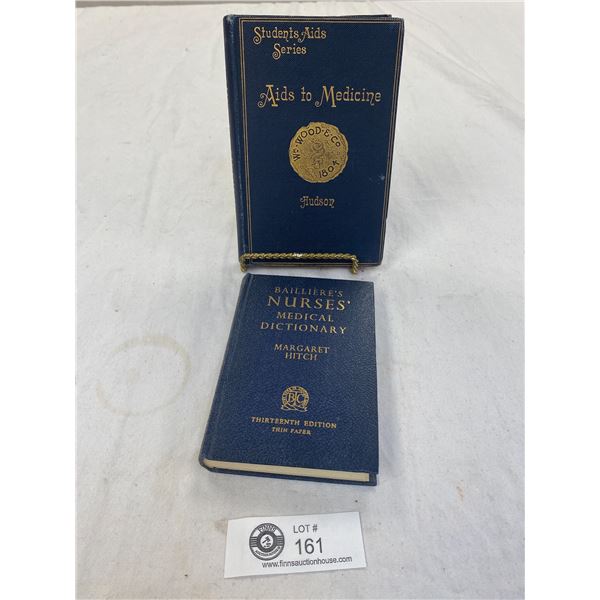 Students Aids
Series
Aids to Medicine
Wm WOOD & Co
1804
Hudson
BAILLIÈRE'S
NURSES'
MEDICAL
DICTIONARY
MARGARET
HITCH
BTC
THIRTEENTH EDITION
THIN PAPER
LOT #
161
www.finnsauctionhouse.com